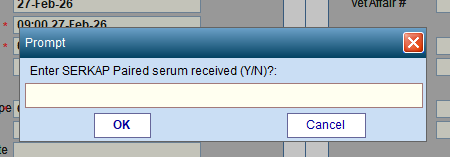 27-Feb-26
Vet Affair #
* 09:00 27-Feb-26
*
Prompt
Enter SERKAP Paired serum received (Y/N)?:
OK
Cancel